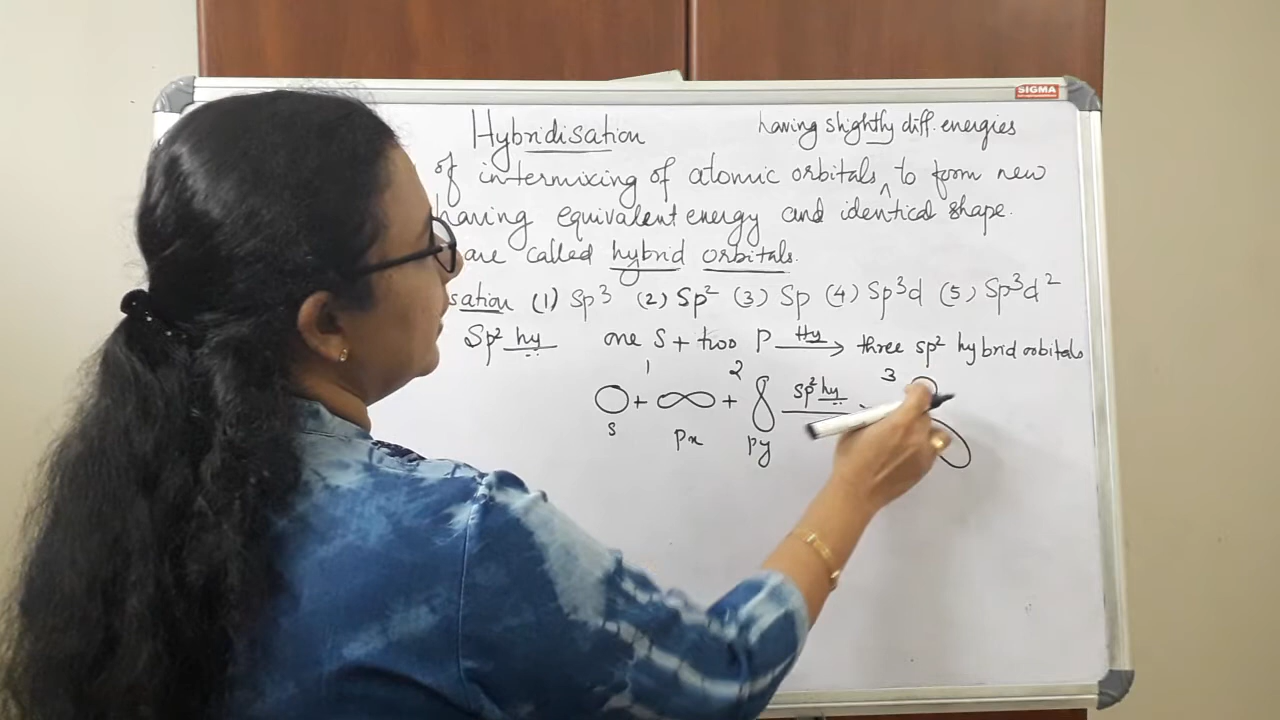 SIGMA
Hybridisation
having slightly diff. energies
of intermixing of atomic orbitals ^ to form new
having equivalent energy and identical shape.
are called hybrid orbitals.
sation (1) Sp³ (2) Sp² (3) Sp (4) Sp³d (5) Sp³d²
Sp² hy one S + two P Hy → three sp² hybrid orbitals
1 2 3
+ + Sp² hy
s px py